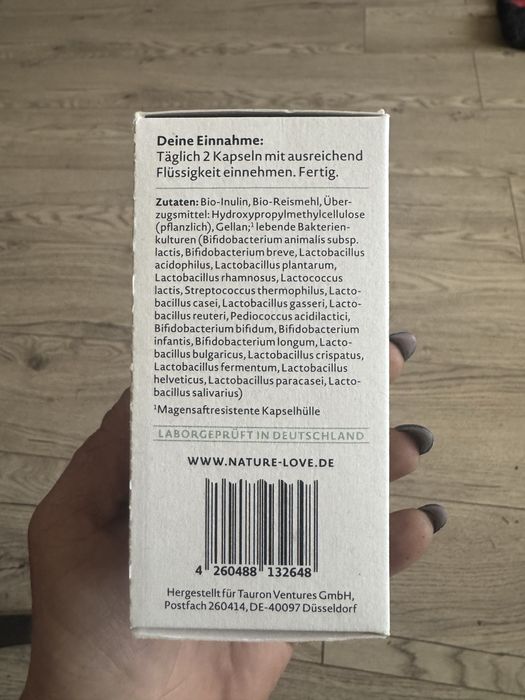 Deine Einnahme:
Täglich 2 Kapseln mit ausreichend
Flüssigkeit einnehmen. Fertig.
Zutaten: Bio-Inulin, Bio-Reismehl, Über-
zugsmittel: Hydroxypropylmethylcellulose
(pflanzlich), Gellan;¹ lebende Bakterien-
kulturen (Bifidobacterium animalis subsp.
lactis, Bifidobacterium breve, Lactobacillus
acidophilus, Lactobacillus plantarum,
Lactobacillus rhamnosus, Lactococcus
lactis, Streptococcus thermophilus, Lacto-
bacillus casei, Lactobacillus gasseri, Lacto-
bacillus reuteri, Pediococcus acidilactici,
Bifidobacterium bifidum, Bifidobacterium
infantis, Bifidobacterium longum, Lacto-
bacillus bulgaricus, Lactobacillus crispatus,
Lactobacillus fermentum, Lactobacillus
helveticus, Lactobacillus paracasei, Lacto-
bacillus salivarius)
¹Magensaftresistente Kapselhülle
LABORGEPRÜFT IN DEUTSCHLAND
WWW.NATURE-LOVE.DE
4 260488 132648
Hergestellt für Tauron Ventures GmbH,
Postfach 260414, DE-40097 Düsseldorf